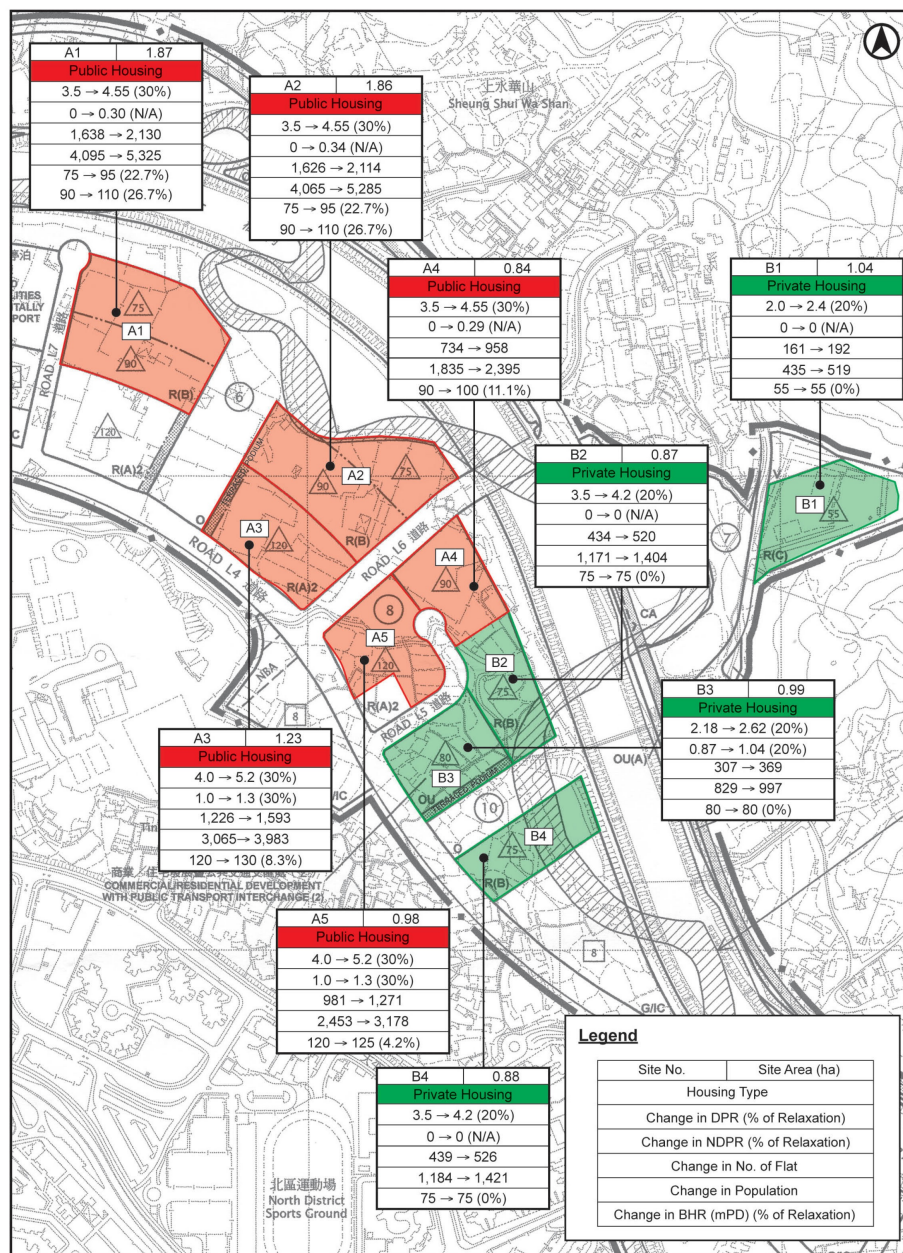 A1 1.87
Public Housing
3.5 → 4.55 (30%)
0 → 0.30 (N/A)
1,638 → 2,130
4,095 → 5,325
75 → 95 (22.7%)
90 → 110 (26.7%)
A2 1.86
Public Housing
3.5 → 4.55 (30%)
0 → 0.34 (N/A)
1,626 → 2,114
4,065 → 5,285
75 → 95 (22.7%)
90 → 110 (26.7%)
上水華山
Sheung Shui Wa Shan
A4 0.84
Public Housing
3.5 → 4.55 (30%)
0 → 0.29 (N/A)
734 → 958
1,835 → 2,395
90 → 100 (11.1%)
B1 1.04
Private Housing
2.0 → 2.4 (20%)
0 → 0 (N/A)
161 → 192
435 → 519
55 → 55 (0%)
B2 0.87
Private Housing
3.5 → 4.2 (20%)
0 → 0 (N/A)
434 → 520
1,171 → 1,404
75 → 75 (0%)
B3 0.99
Private Housing
2.18 → 2.62 (20%)
0.87 → 1.04 (20%)
307 → 369
829 → 997
80 → 80 (0%)
A3 1.23
Public Housing
4.0 → 5.2 (30%)
1.0 → 1.3 (30%)
1,226 → 1,593
3,065 → 3,983
120 → 130 (8.3%)
A5 0.98
Public Housing
4.0 → 5.2 (30%)
1.0 → 1.3 (30%)
981 → 1,271
2,453 → 3,178
120 → 125 (4.2%)
B4 0.88
Private Housing
3.5 → 4.2 (20%)
0 → 0 (N/A)
439 → 526
1,184 → 1,421
75 → 75 (0%)
停泊
LITIES
TALLY
PORT
ROAD L7 道路
75
A1
90
R(B)
6
120
R(A)2
TERRACED PODIUM
A2
90
75
R(B)
O
A3
120
R(A)2
ROAD L6 道路
ROAD L4 道路
A4
90
8
A5
120
R(A)2
ROAD L5 道路
NBA
8
B2
75
R(B)
CA
7
V
B1
55
R(C)
B3
80
OU
TERRACED PODIUM
OU(A)
10
B4
75
R(B)
O
/IC
COMMERCIAL/RESIDENTIAL DEVELOPMENT
WITH PUBLIC TRANSPORT INTERCHANGE (2)
8
G/IC
北區運動場
North District
Sports Ground
Legend
Site No. Site Area (ha)
Housing Type
Change in DPR (% of Relaxation)
Change in NDPR (% of Relaxation)
Change in No. of Flat
Change in Population
Change in BHR (mPD) (% of Relaxation)